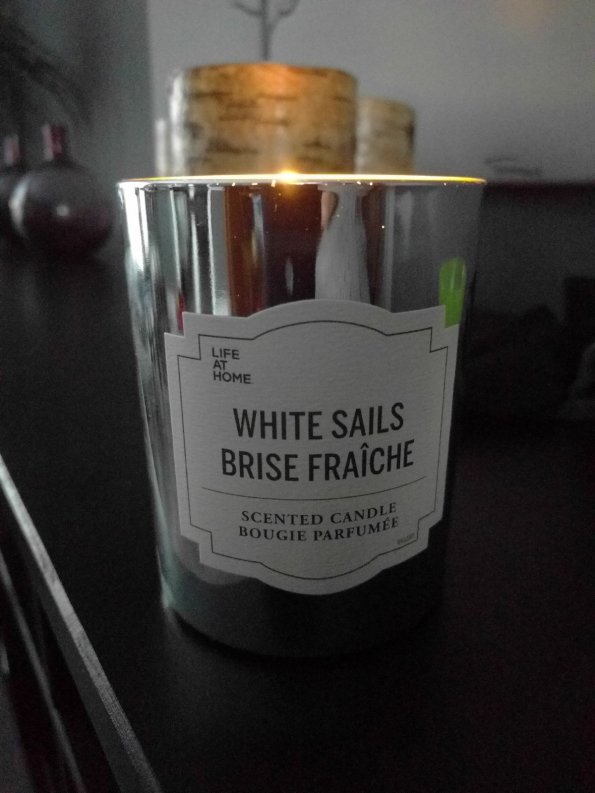 LIFE
AT
HOME
WHITE SAILS
BRISE FRAÎCHE
SCENTED CANDLE
BOUGIE PARFUMÉE